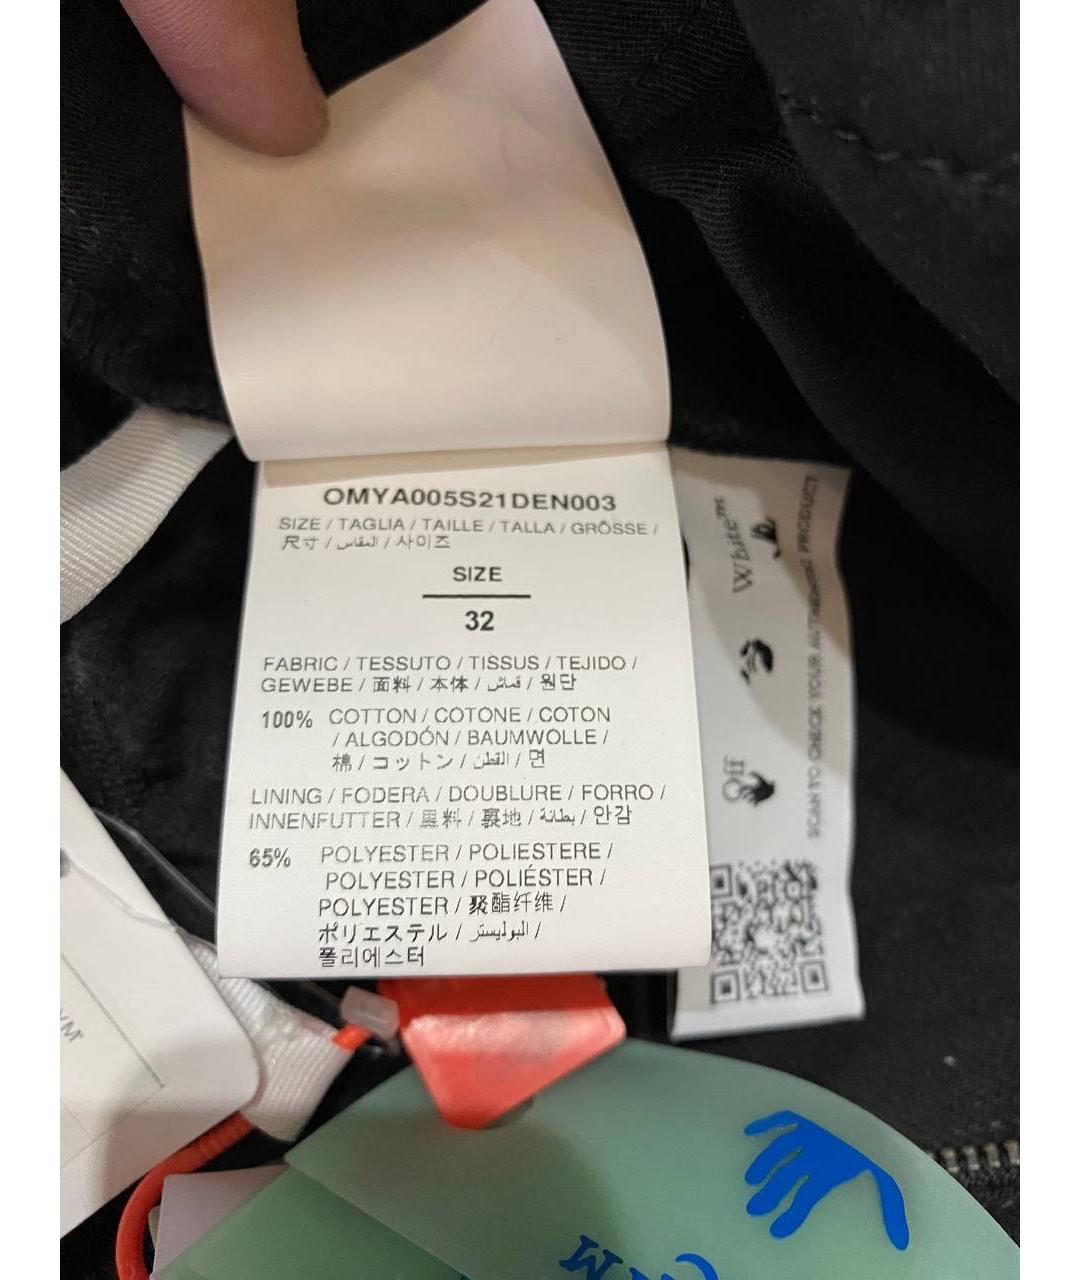 OMYA005S21DEN003
SIZE / TAGLIA / TAILLE / TALLA / GRÖSSE /
尺寸 / المقاس / 사이즈
SIZE
32
FABRIC / TESSUTO / TISSUS / TEJIDO /
GEWEBE / 面料 / 本体 / قماش / 원단
100% COTTON / COTONE / COTON
/ ALGODÓN / BAUMWOLLE /
棉 / コットン / القطن / 면
LINING / FODERA / DOUBLURE / FORRO /
INNENFUTTER / 里料 / 裏地 / بطانة / 안감
65% POLYESTER / POLIESTERE /
POLYESTER / POLIÉSTER /
POLYESTER / 聚酯纤维 /
ポリエステル / البوليستر /
폴리에스터
Off
White™
SCAN TO CHECK YOUR AUTHENTIC PRODUCT